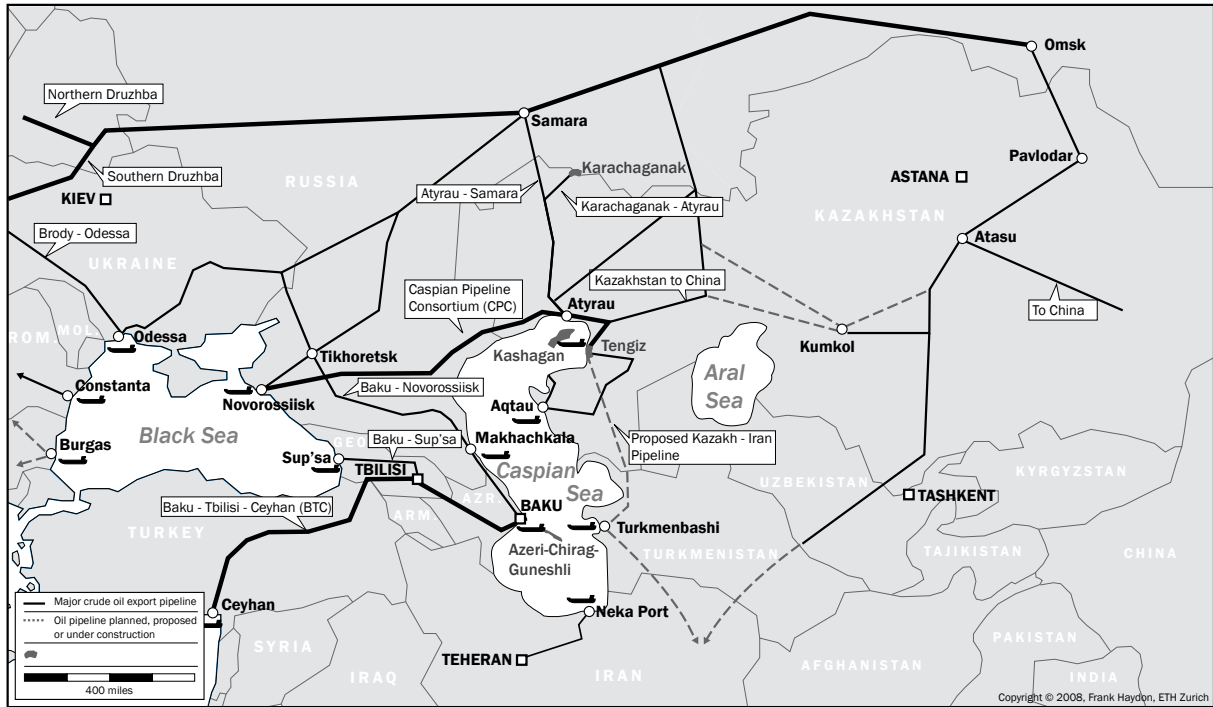 Omsk
Northern Druzhba
Samara
Pavlodar
Karachaganak
Southern Druzhba
RUSSIA
ASTANA
Atyrau - Samara
KIEV
Karachaganak - Atyrau
KAZAKHSTAN
Brody - Odessa
Atasu
UKRAINE
Kazakhstan to China
Caspian Pipeline
Consortium (CPC)
Atyrau
To China
ROM.
MOL.
Odessa
Kumkol
Tengiz
Kashagan
Tikhoretsk
Aral
Sea
Constanta
Baku - Novorossiisk
Novorossiisk
Aqtau
Black Sea
Baku - Sup'sa
Makhachkala
Proposed Kazakh - Iran
Pipeline
Burgas
GEO.
Sup'sa
TBILISI
Caspian
Sea
KYRGYZSTAN
UZBEKISTAN
AZR.
TASHKENT
Baku - Tbilisi - Ceyhan (BTC)
ARM.
BAKU
Turkmenbashi
TURKEY
Azeri-Chirag-
Guneshli
TURKMENISTAN
TAJIKISTAN
CHINA
Major crude oil export pipeline
Ceyhan
Neka Port
Oil pipeline planned, proposed
or under construction
SYRIA
PAKISTAN
TEHERAN
AFGHANISTAN
IRAQ
IRAN
INDIA
400 miles
Copyright © 2008, Frank Haydon, ETH Zurich